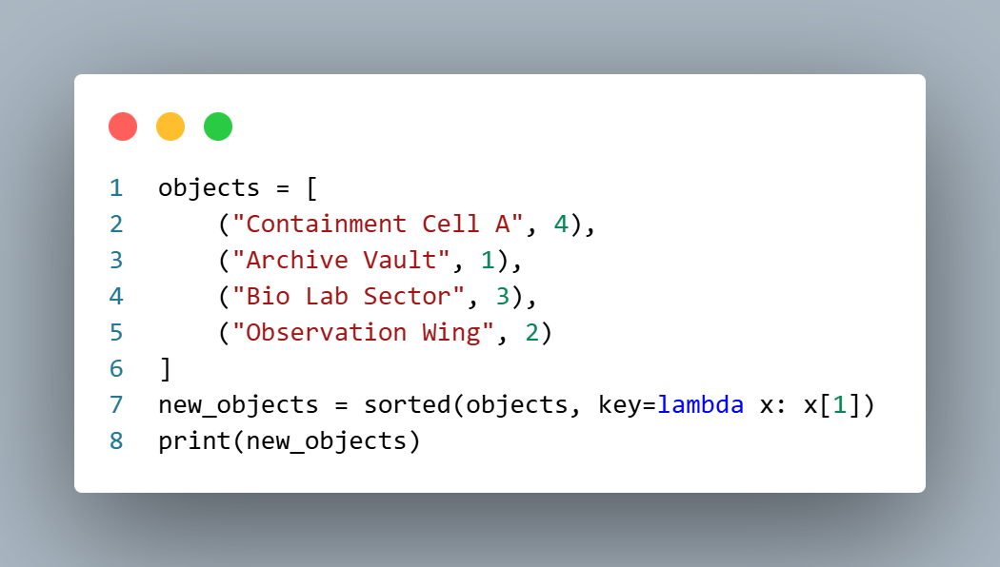 1 objects = [
2     ("Containment Cell A", 4),
3     ("Archive Vault", 1),
4     ("Bio Lab Sector", 3),
5     ("Observation Wing", 2)
6 ]
7 new_objects = sorted(objects, key=lambda x: x[1])
8 print(new_objects)